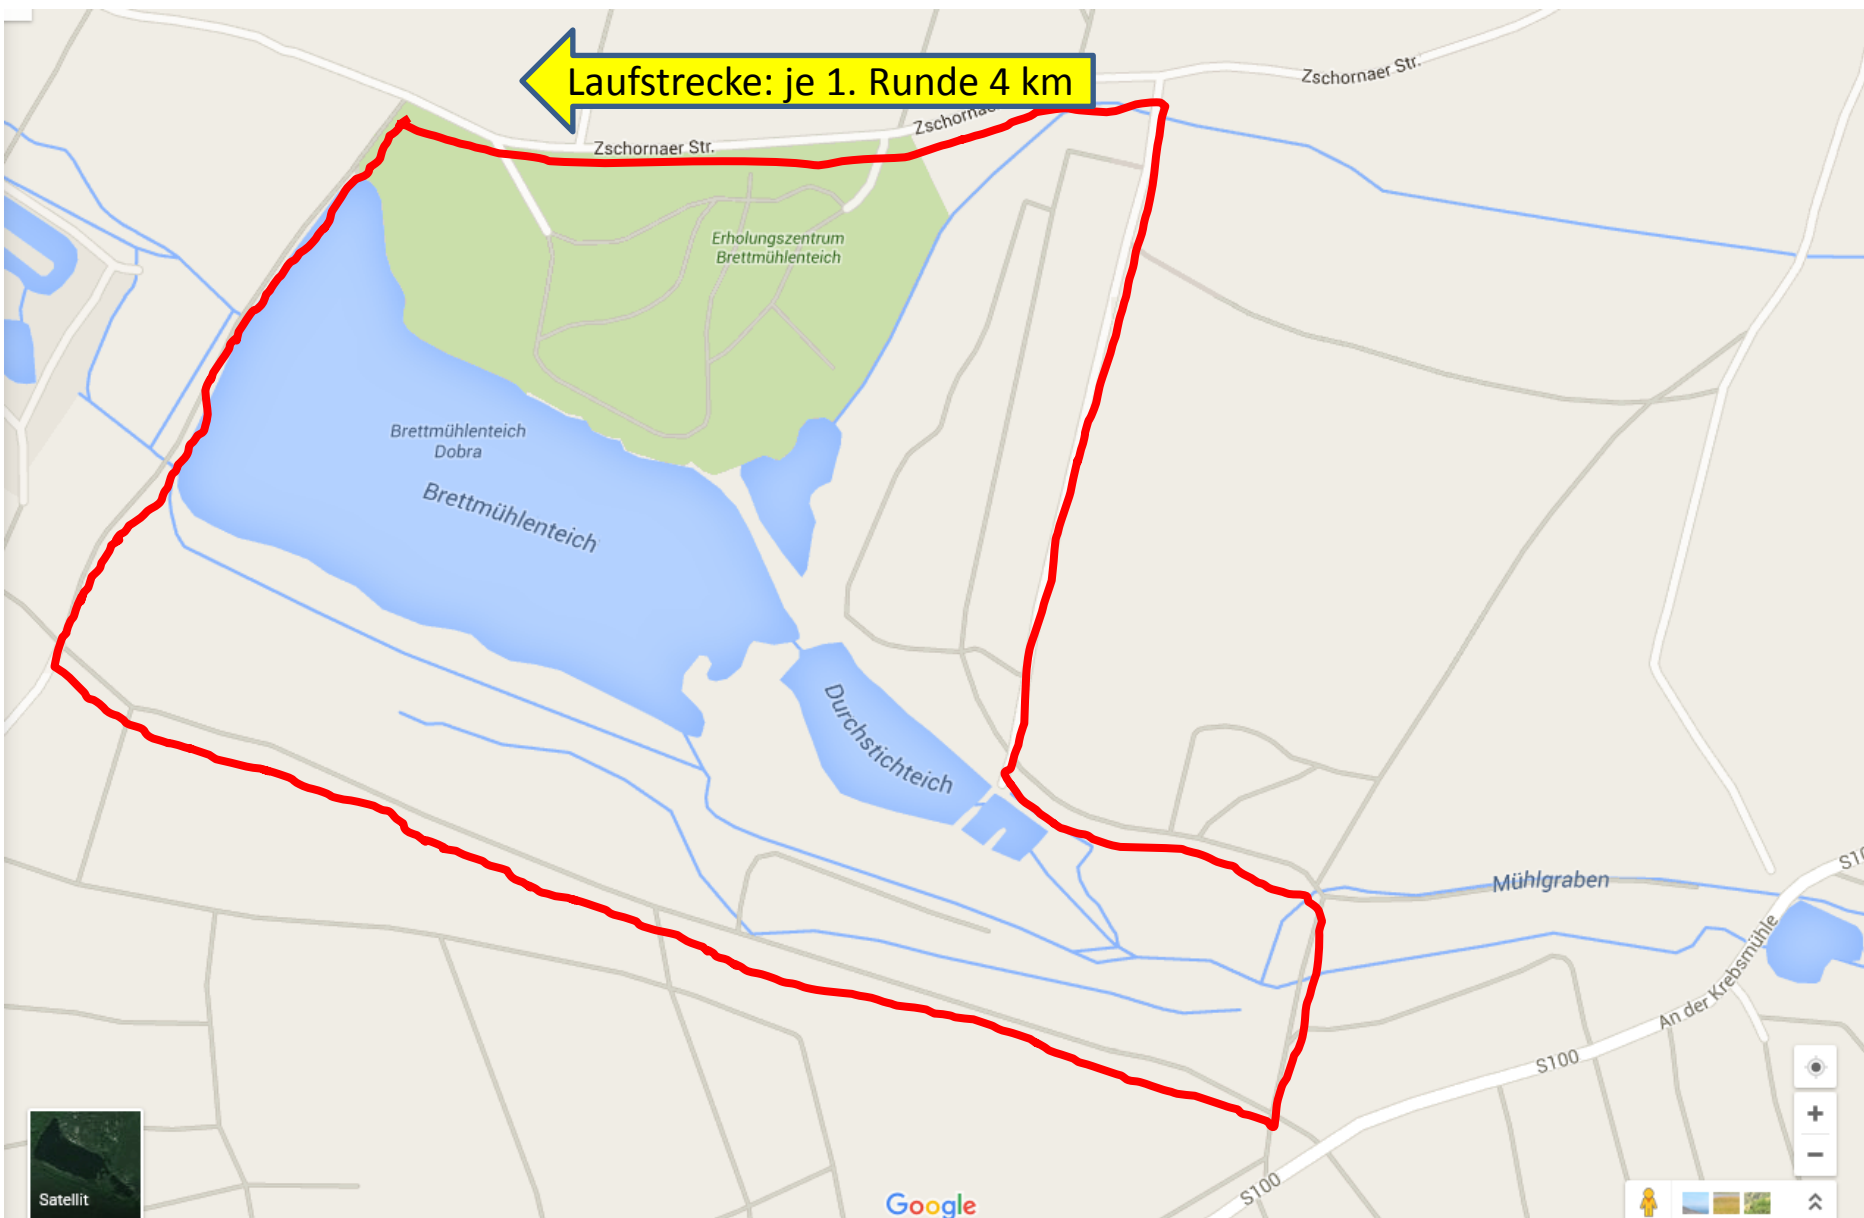 Laufstrecke: je 1. Runde 4 km
Zschornaer Str.
Zschornae
Zschornaer Str.
Erholungszentrum
Brettmühlenteich
Brettmühlenteich
Dobra
Brettmühlenteich
Durchstichteich
Mühlgraben
S10
An der Krebsmühle
S100
S100
Satellit
Google